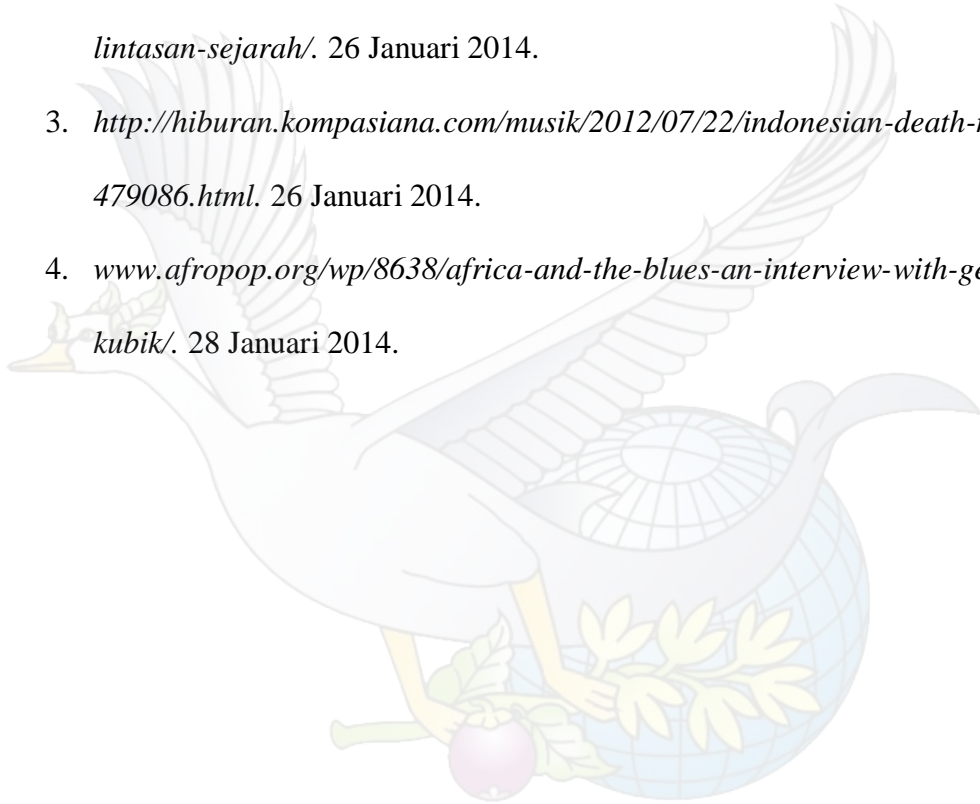 lintasan-sejarah/. 26 Januari 2014.
3. http://hiburan.kompasiana.com/musik/2012/07/22/indonesian-death-
479086.html. 26 Januari 2014.
4. www.afropop.org/wp/8638/africa-and-the-blues-an-interview-with-ge
kubik/. 28 Januari 2014.